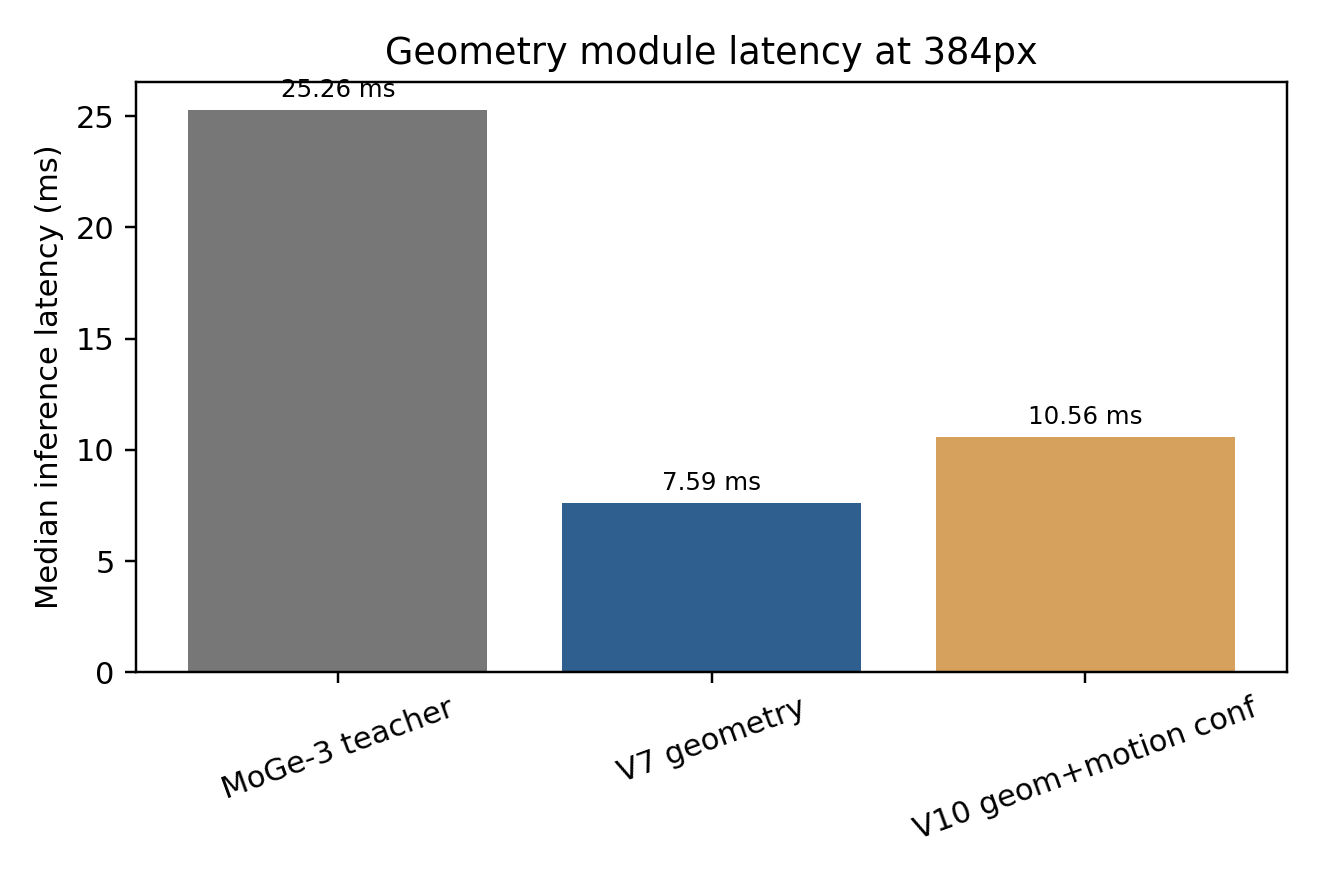 Geometry module latency at 384px
Median inference latency (ms)
25
20
15
10
5
0
25.26 ms
7.59 ms
10.56 ms
MoGe-3 teacher
V7 geometry
V10 geom+motion conf